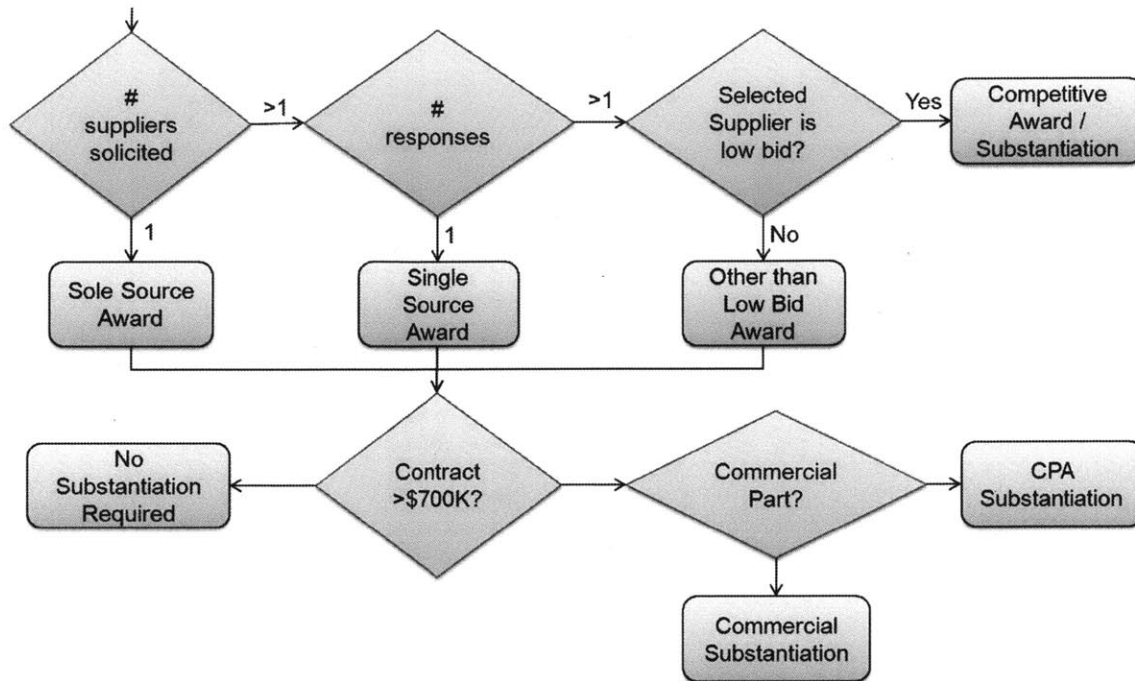 #
suppliers
solicited
>1
#
responses
>1
Selected
Supplier is
low bid?
Yes
Competitive
Award /
Substantiation
1
1
No
Sole Source
Award
Single
Source
Award
Other than
Low Bid
Award
No
Substantiation
Required
Contract
>$700K?
Commercial
Part?
CPA
Substantiation
Commercial
Substantiation